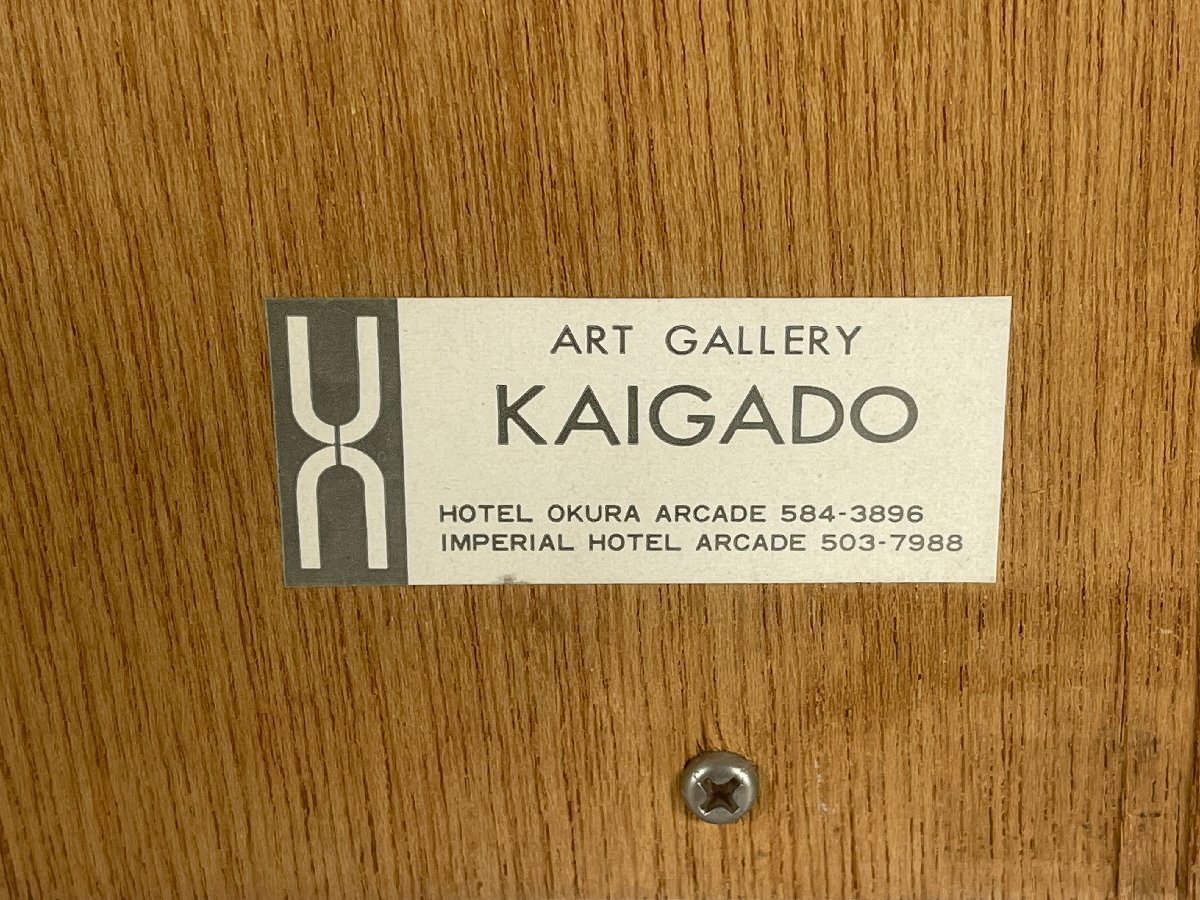 ART GALLERY
KAIGADO
HOTEL OKURA ARCADE 584-3896
IMPERIAL HOTEL ARCADE 503-7988